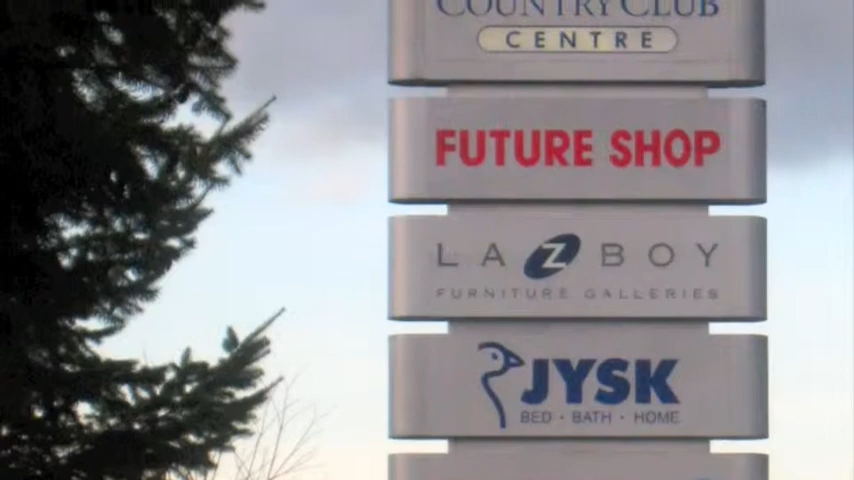 COUNTRY CLUB
CENTRE
FUTURE SHOP
LA Z BOY
FURNITURE GALLERIES
JYSK
BED · BATH · HOME